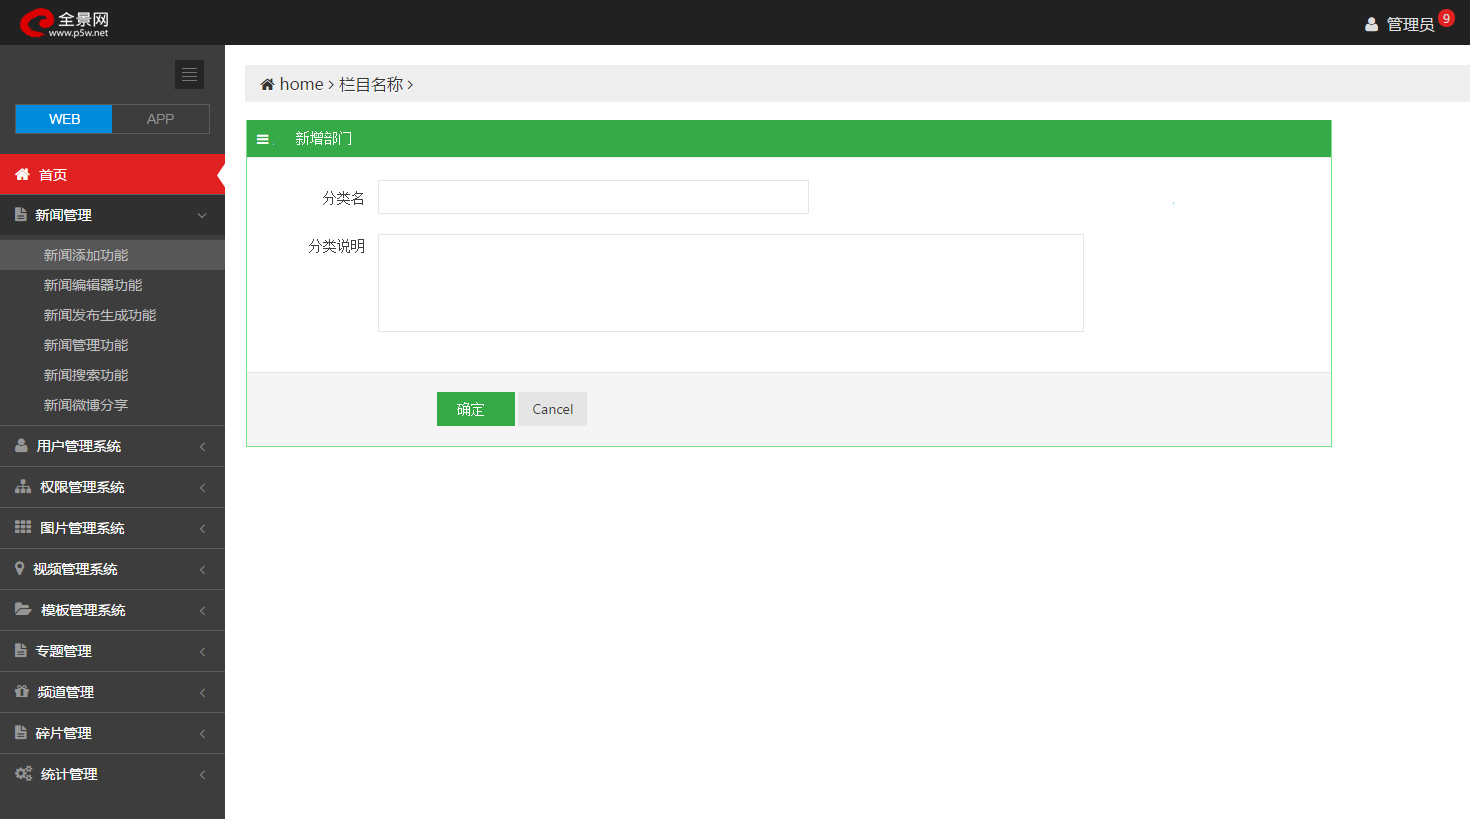 全景网
www.p5w.net
管理员 9
WEB APP
首页
新闻管理
新闻添加功能
新闻编辑器功能
新闻发布生成功能
新闻管理功能
新闻搜索功能
新闻微博分享
用户管理系统
权限管理系统
图片管理系统
视频管理系统
模板管理系统
专题管理
频道管理
碎片管理
统计管理
home > 栏目名称 >
新增部门
分类名
分类说明
确定 Cancel